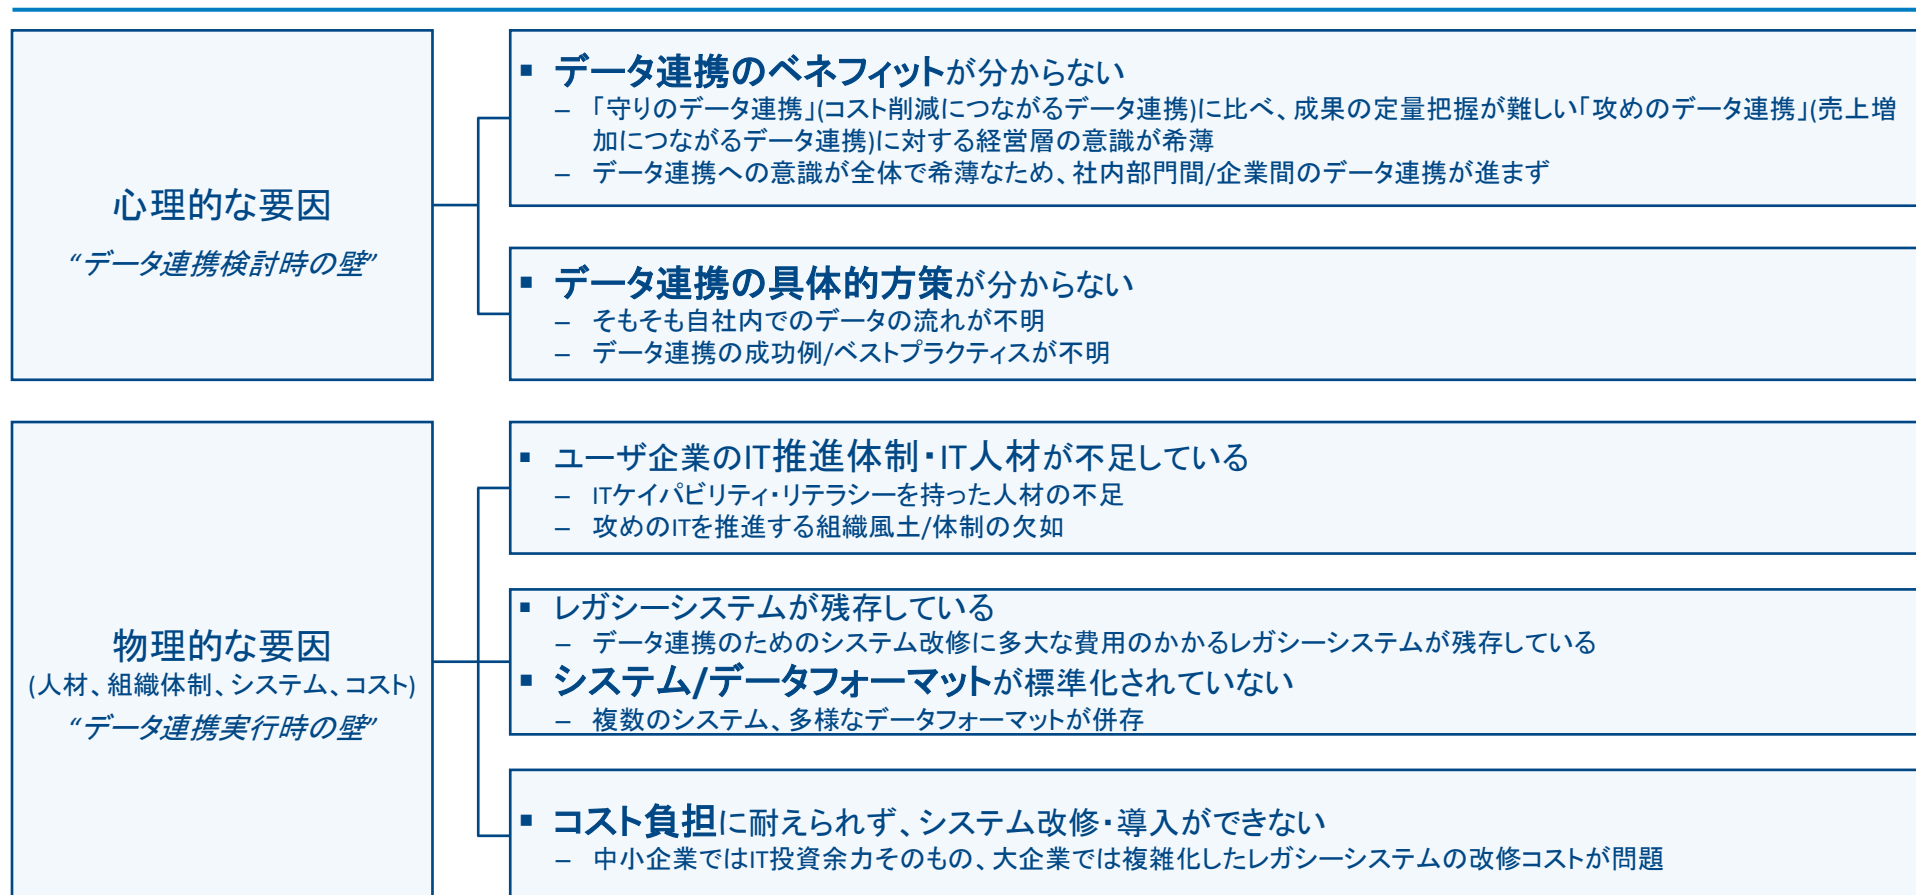 心理的な要因
“データ連携検討時の壁”
▪ データ連携のベネフィットが分からない
– 「守りのデータ連携」(コスト削減につながるデータ連携)に比べ、成果の定量把握が難しい「攻めのデータ連携」(売上増
加につながるデータ連携)に対する経営層の意識が希薄
– データ連携への意識が全体で希薄なため、社内部門間/企業間のデータ連携が進まず
▪ データ連携の具体的方策が分からない
– そもそも自社内でのデータの流れが不明
– データ連携の成功例/ベストプラクティスが不明
物理的な要因
(人材、組織体制、システム、コスト)
“データ連携実行時の壁”
▪ ユーザ企業のIT推進体制・IT人材が不足している
– ITケイパビリティ・リテラシーを持った人材の不足
– 攻めのITを推進する組織風土/体制の欠如
▪ レガシーシステムが残存している
– データ連携のためのシステム改修に多大な費用のかかるレガシーシステムが残存している
▪ システム/データフォーマットが標準化されていない
– 複数のシステム、多様なデータフォーマットが併存
▪ コスト負担に耐えられず、システム改修・導入ができない
– 中小企業ではIT投資余力そのもの、大企業では複雑化したレガシーシステムの改修コストが問題